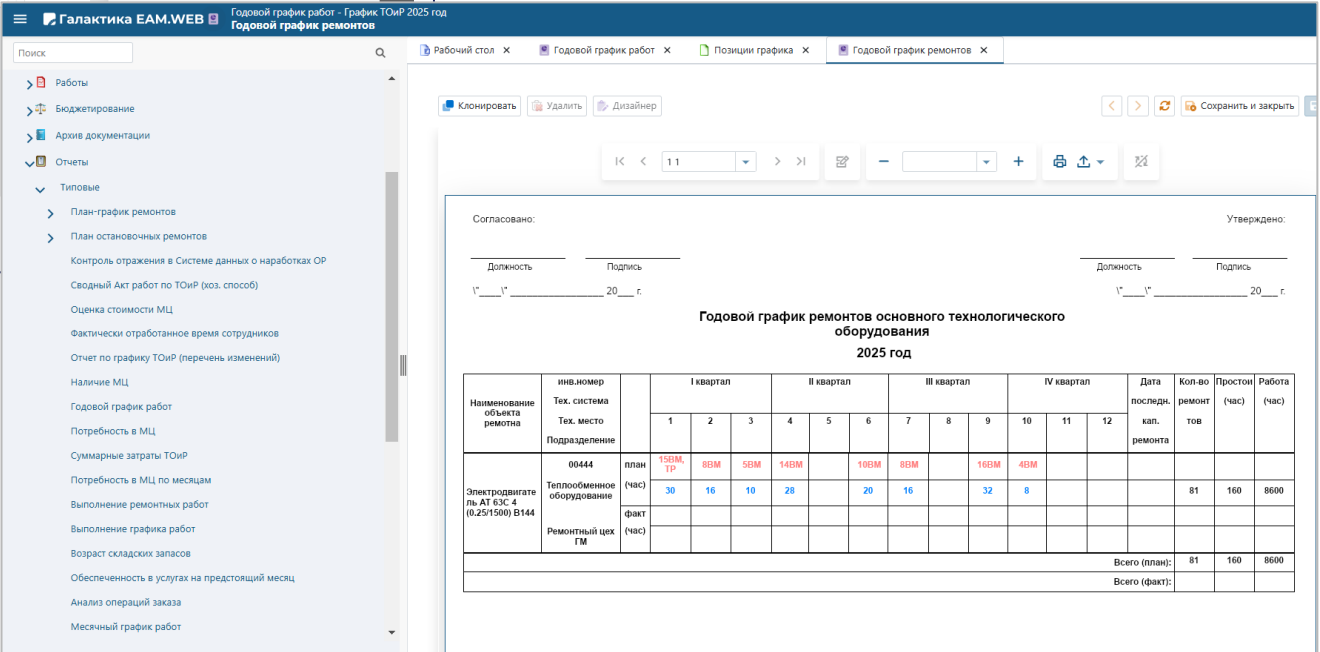 Галактика EAM.WEB
Годовой график работ - График ТОиР 2025 год
Годовой график ремонтов
Поиск
Рабочий стол
Годовой график работ
Позиции графика
Годовой график ремонтов
Работы
Бюджетирование
Архив документации
Отчеты
Типовые
План-график ремонтов
План остановочных ремонтов
Контроль отражения в Системе данных о наработках ОР
Сводный Акт работ по ТОиР (хоз. способ)
Оценка стоимости МЦ
Фактически отработанное время сотрудников
Отчет по графику ТОиР (перечень изменений)
Наличие МЦ
Годовой график работ
Потребность в МЦ
Суммарные затраты ТОиР
Потребность в МЦ по месяцам
Выполнение ремонтных работ
Выполнение графика работ
Возраст складских запасов
Обеспеченность в услугах на предстоящий месяц
Анализ операций заказа
Месячный график работ
Клонировать Удалить Дизайнер Сохранить и закрыть
1 1
Согласовано: Утверждено:
Должность Подпись Должность Подпись
\"____\" __________________ 20___ г. \"____\" __________________ 20___ г.
Годовой график ремонтов основного технологического
оборудования
2025 год
Наименование
объекта
ремотна
инв.номер
Тех. система
Тех. место
Подразделение
I квартал II квартал III квартал IV квартал
1 2 3 4 5 6 7 8 9 10 11 12
Дата
последн.
кап.
ремонта
Кол-во
ремонт
тов
Простои
(час)
Работа
(час)
Электродвигате
ль АТ 63С 4
(0.25/1500) В144
00444
Теплообменное
оборудование
Ремонтный цех
ГМ
план 15ВМ, ТР 8ВМ 5ВМ 14ВМ 10ВМ 8ВМ 16ВМ 4ВМ
(час) 30 16 10 28 20 16 32 8 81 160 8600
факт
(час)
Всего (план): 81 160 8600
Всего (факт):